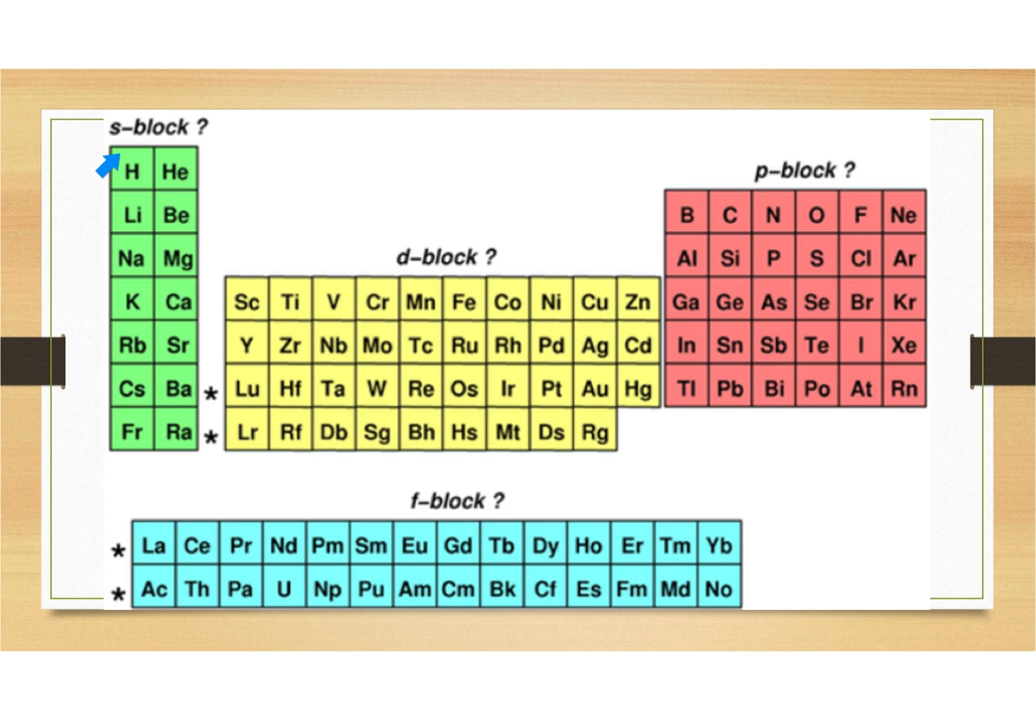 s-block ?
p-block ?
H He
B C N O F Ne
Li Be
d-block ?
Na Mg
Al Si P S Cl Ar
K Ca Sc Ti V Cr Mn Fe Co Ni Cu Zn Ga Ge As Se Br Kr
Rb Sr Y Zr Nb Mo Tc Ru Rh Pd Ag Cd In Sn Sb Te I Xe
Cs Ba * Lu Hf Ta W Re Os Ir Pt Au Hg Tl Pb Bi Po At Rn
Fr Ra * Lr Rf Db Sg Bh Hs Mt Ds Rg
f-block ?
* La Ce Pr Nd Pm Sm Eu Gd Tb Dy Ho Er Tm Yb
* Ac Th Pa U Np Pu Am Cm Bk Cf Es Fm Md No